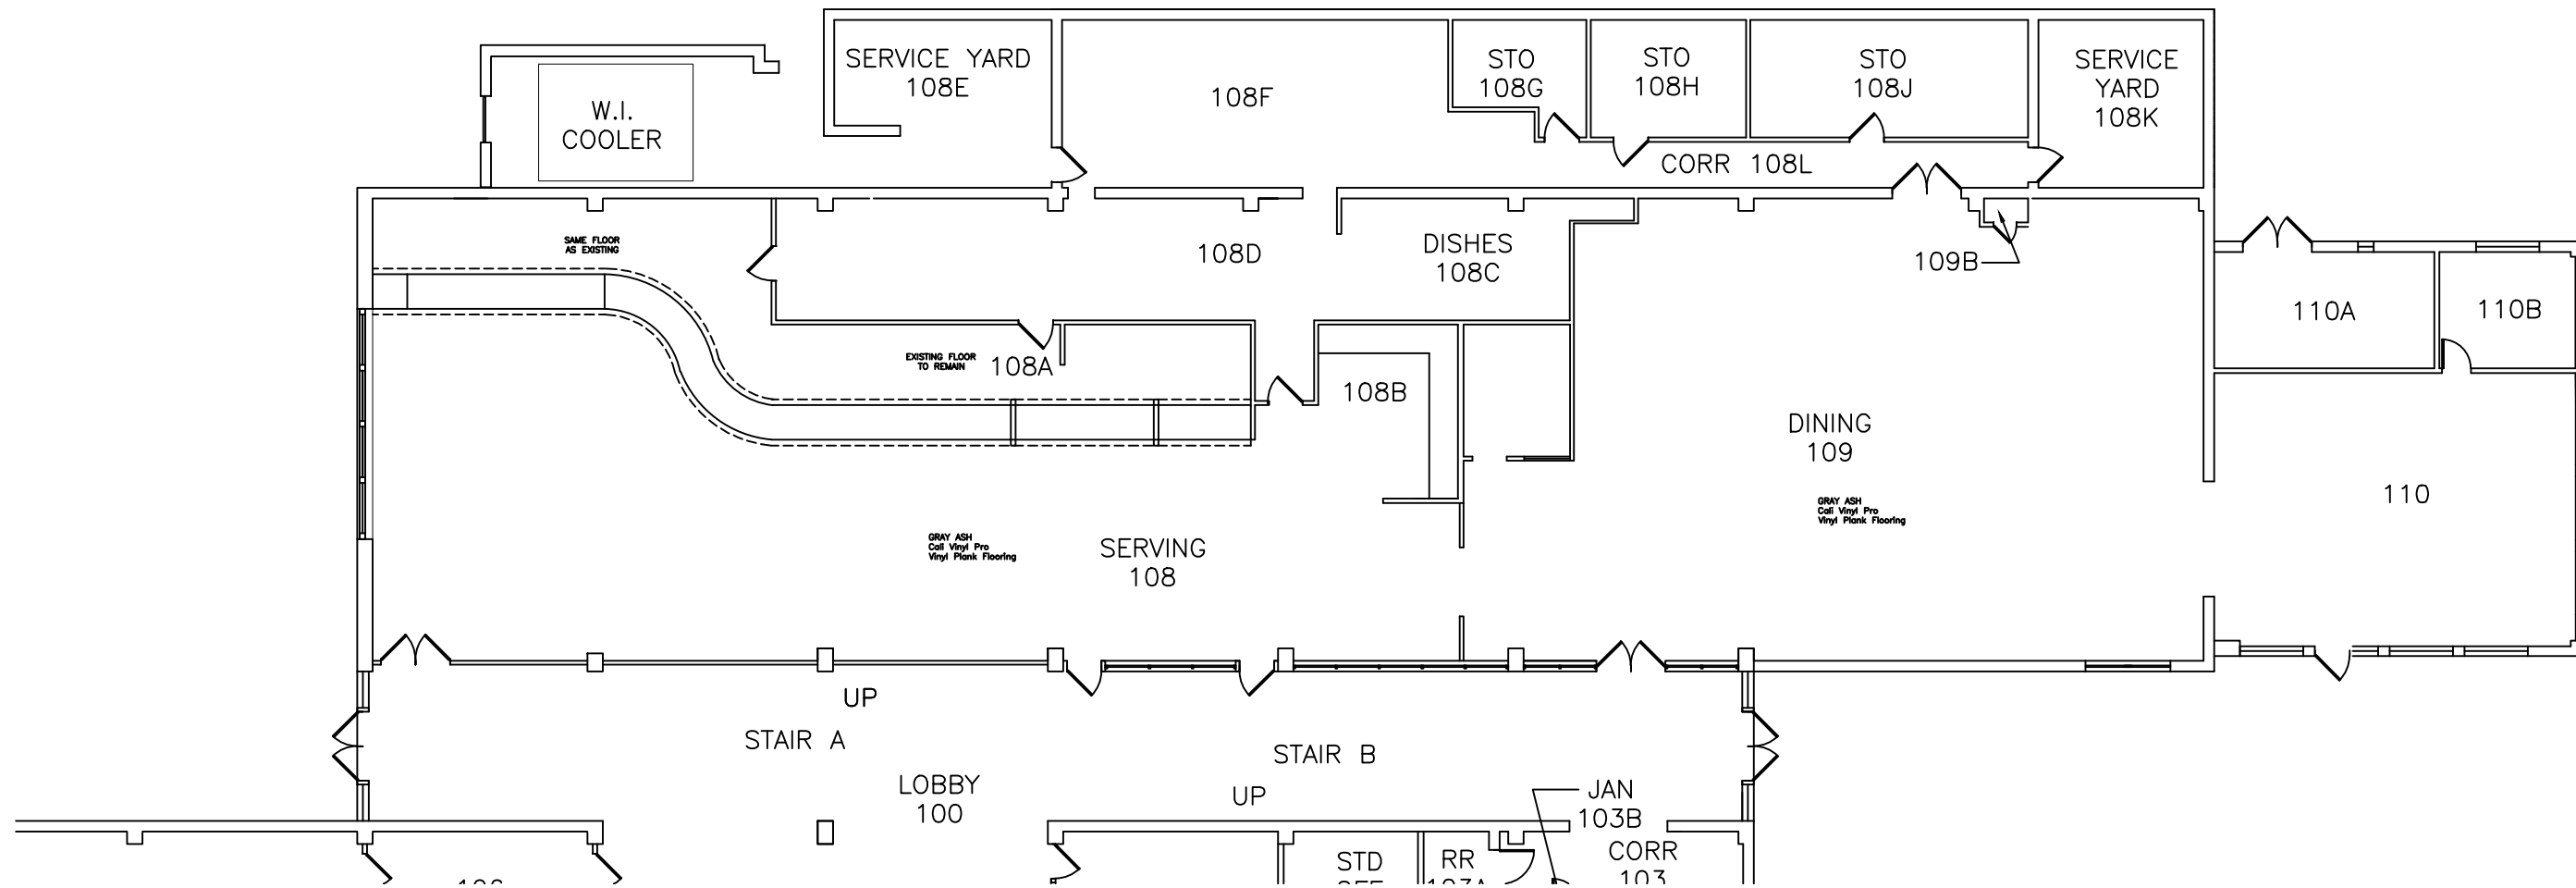 SERVICE YARD
108E
W.I.
COOLER
108F
STO
108G
STO
108H
STO
108J
SERVICE
YARD
108K
CORR 108L
SAME FLOOR
AS EXISTING
108D
DISHES
108C
109B
110A
110B
EXISTING FLOOR
TO REMAIN
108A
108B
DINING
109
GRAY ASH
Cali Vinyl Pro
Vinyl Plank Flooring
110
GRAY ASH
Cali Vinyl Pro
Vinyl Plank Flooring
SERVING
108
UP
STAIR A
STAIR B
LOBBY
100
UP
JAN
103B
STD
RR
103A
CORR
103